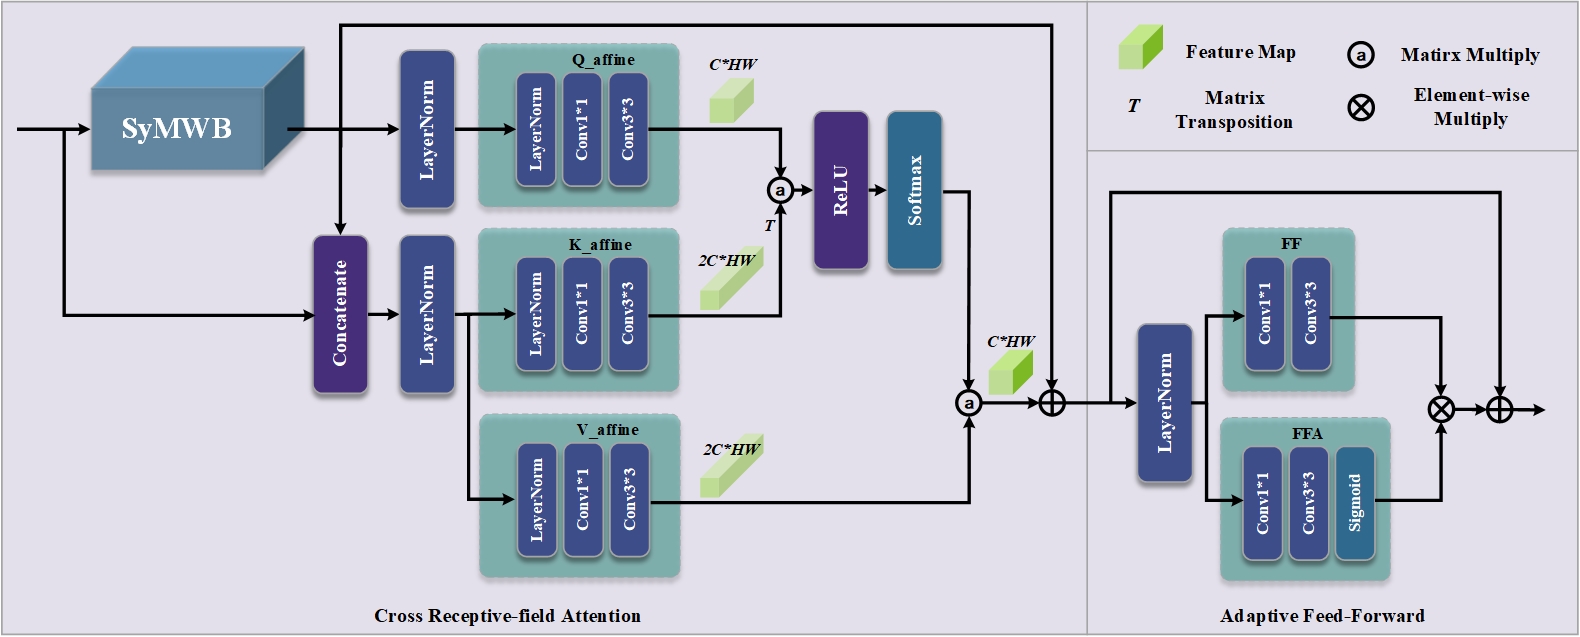 SyMWB
LayerNorm
Q_affine
LayerNorm
Conv1*1
Conv3*3
C*HW
a
T
ReLU
Softmax
Concatenate
LayerNorm
K_affine
LayerNorm
Conv1*1
Conv3*3
2C*HW
V_affine
LayerNorm
Conv1*1
Conv3*3
2C*HW
a
C*HW
Cross Receptive-field Attention
Feature Map
a
Matirx Multiply
T
Matrix
Transposition
Element-wise
Multiply
LayerNorm
FF
Conv1*1
Conv3*3
FFA
Conv1*1
Conv3*3
Sigmoid
Adaptive Feed-Forward